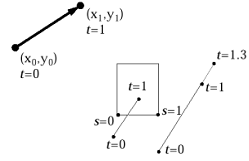 (x₁,y₁)
t=1
(x₀,y₀)
t=0
t=1.3
t=1
t=1
s=0
s=1
t=0
t=0